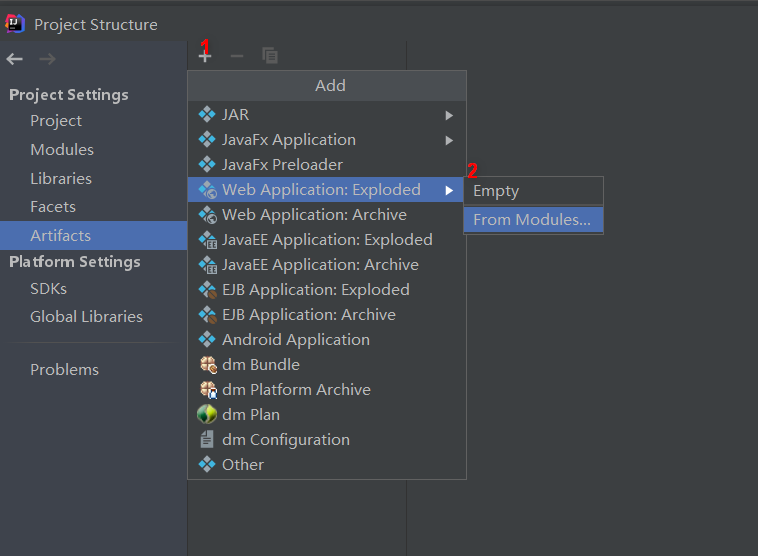 Project Structure
1
Add
Project Settings
Project
Modules
Libraries
Facets
Artifacts
Platform Settings
SDKs
Global Libraries
Problems
JAR
JavaFx Application
JavaFx Preloader
Web Application: Exploded
Web Application: Archive
JavaEE Application: Exploded
JavaEE Application: Archive
EJB Application: Exploded
EJB Application: Archive
Android Application
dm Bundle
dm Platform Archive
dm Plan
dm Configuration
Other
2
Empty
From Modules...